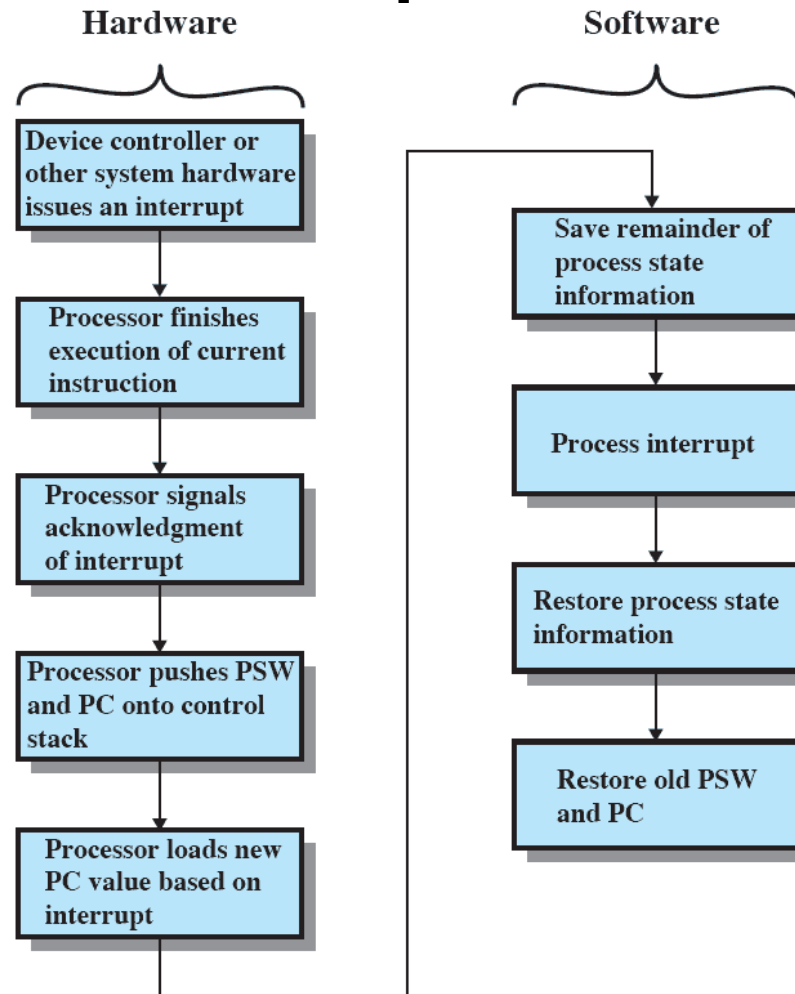 Hardware
Device controller or
other system hardware
issues an interrupt
Processor finishes
execution of current
instruction
Processor signals
acknowledgment
of interrupt
Processor pushes PSW
and PC onto control
stack
Processor loads new
PC value based on
interrupt
Software
Save remainder of
process state
information
Process interrupt
Restore process state
information
Restore old PSW
and PC